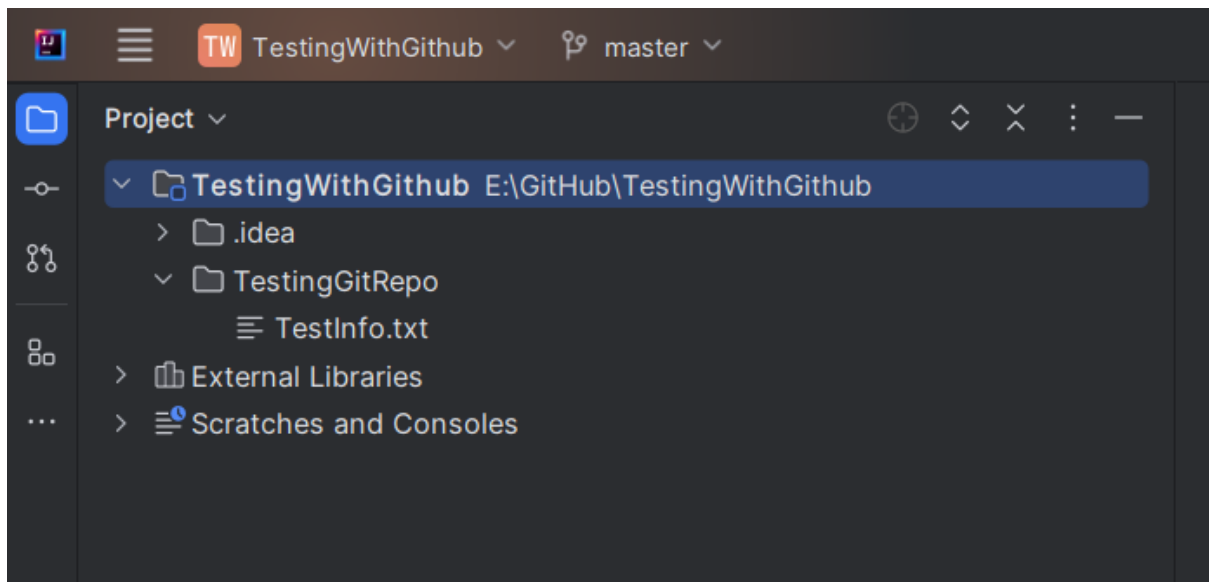 TW TestingWithGithub master
Project
TestingWithGithub E:\GitHub\TestingWithGithub
.idea
TestingGitRepo
TestInfo.txt
External Libraries
Scratches and Consoles